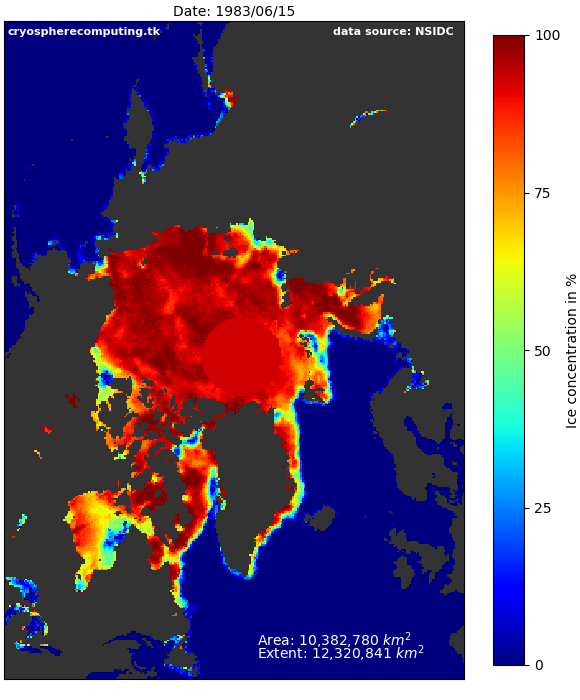 Date: 1983/06/15
cryospherecomputing.tk
data source: NSIDC
100
75
50
25
0
Ice concentration in %
Area: 10,382,780 km²
Extent: 12,320,841 km²